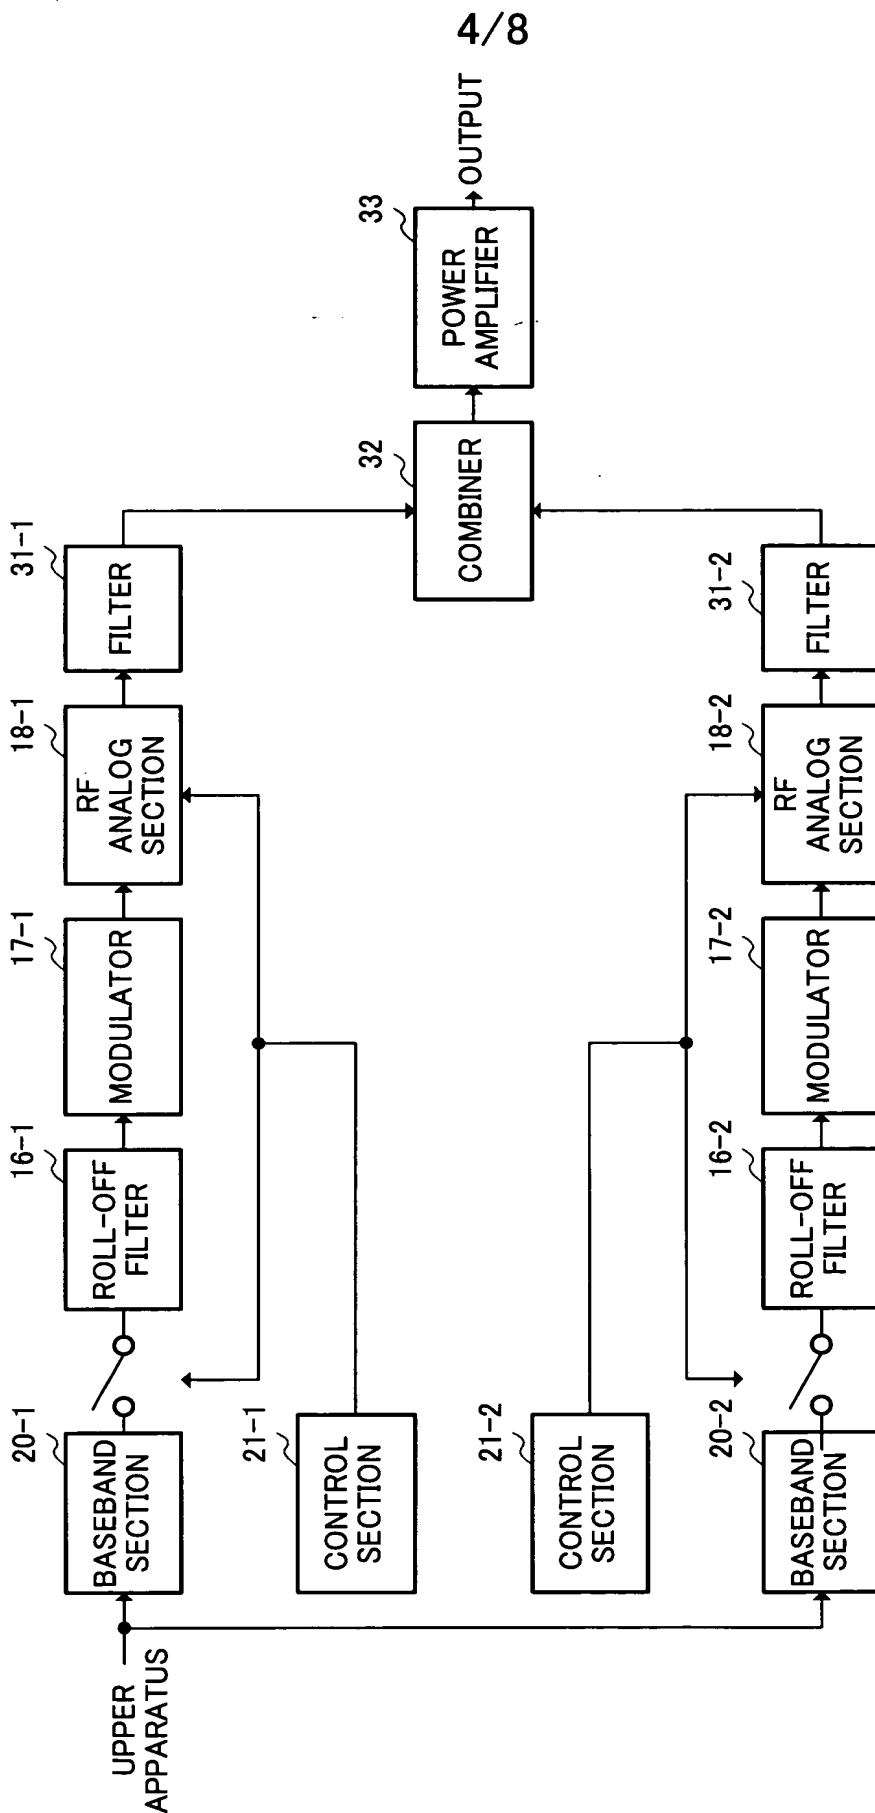 4/8
UPPER
APPARATUS
20-1
BASEBAND
SECTION
16-1
ROLL-OFF
FILTER
17-1
MODULATOR
18-1
RF
ANALOG
SECTION
31-1
FILTER
21-1
CONTROL
SECTION
32
COMBINER
33
POWER
AMPLIFIER
OUTPUT
21-2
CONTROL
SECTION
20-2
BASEBAND
SECTION
16-2
ROLL-OFF
FILTER
17-2
MODULATOR
18-2
RF
ANALOG
SECTION
31-2
FILTER